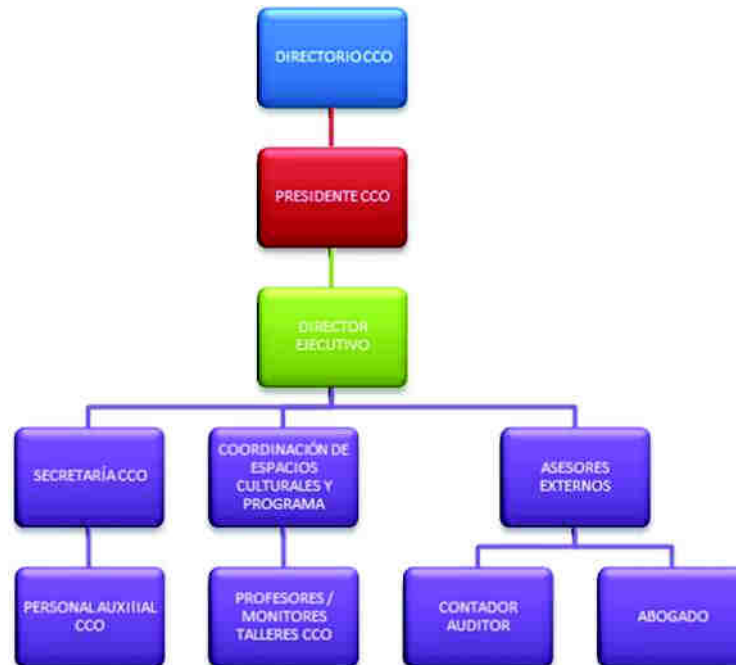 DIRECTORIO CCO
PRESIDENTE CCO
DIRECTOR
EJECUTIVO
SECRETARÍA CCO
COORDINACIÓN DE
ESPACIOS
CULTURALES Y
PROGRAMA
ASESORES
EXTERNOS
PERSONAL AUXILIAL
CCO
PROFESORES /
MONITORES
TALLERES CCO
CONTADOR
AUDITOR
ABOGADO